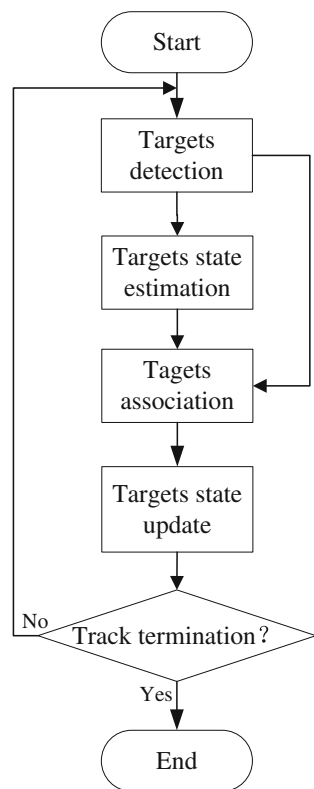 Start
Targets
detection
Targets state
estimation
Tagets
association
Targets state
update
Track termination？
No
Yes
End